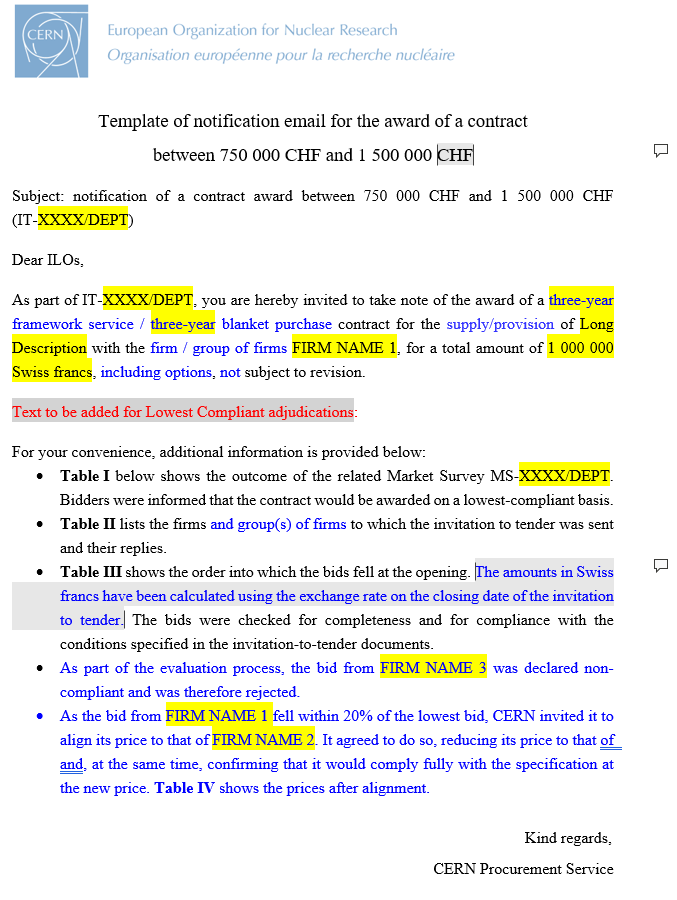 CERN
European Organization for Nuclear Research
Organisation européenne pour la recherche nucléaire
Template of notification email for the award of a contract
between 750 000 CHF and 1 500 000 CHF
Subject: notification of a contract award between 750 000 CHF and 1 500 000 CHF
(IT-XXXX/DEPT)
Dear ILOs,
As part of IT-XXXX/DEPT, you are hereby invited to take note of the award of a three-year
framework service / three-year blanket purchase contract for the supply/provision of Long
Description with the firm / group of firms FIRM NAME 1, for a total amount of 1 000 000
Swiss francs, including options, not subject to revision.
Text to be added for Lowest Compliant adjudications:
For your convenience, additional information is provided below:
• Table I below shows the outcome of the related Market Survey MS-XXXX/DEPT.
Bidders were informed that the contract would be awarded on a lowest-compliant basis.
• Table II lists the firms and group(s) of firms to which the invitation to tender was sent
and their replies.
• Table III shows the order into which the bids fell at the opening. The amounts in Swiss
francs have been calculated using the exchange rate on the closing date of the invitation
to tender. The bids were checked for completeness and for compliance with the
conditions specified in the invitation-to-tender documents.
• As part of the evaluation process, the bid from FIRM NAME 3 was declared non-
compliant and was therefore rejected.
• As the bid from FIRM NAME 1 fell within 20% of the lowest bid, CERN invited it to
align its price to that of FIRM NAME 2. It agreed to do so, reducing its price to that of
and, at the same time, confirming that it would comply fully with the specification at
the new price. Table IV shows the prices after alignment.
Kind regards,
CERN Procurement Service